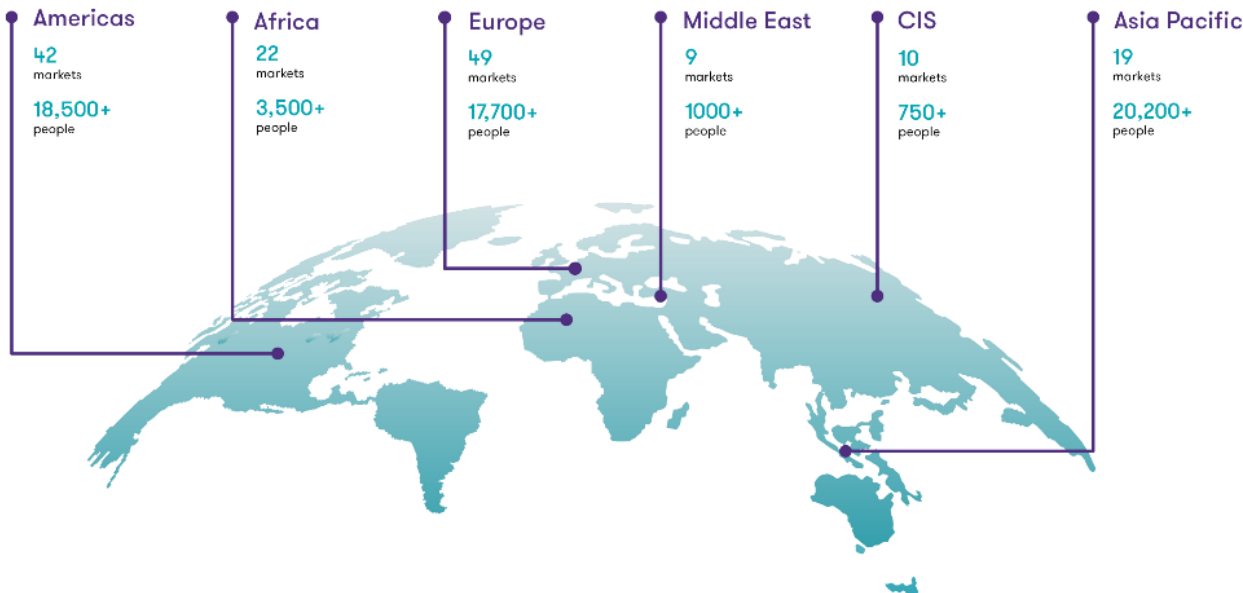 Americas
42
markets
18,500+
people
Africa
22
markets
3,500+
people
Europe
49
markets
17,700+
people
Middle East
9
markets
1000+
people
CIS
10
markets
750+
people
Asia Pacific
19
markets
20,200+
people